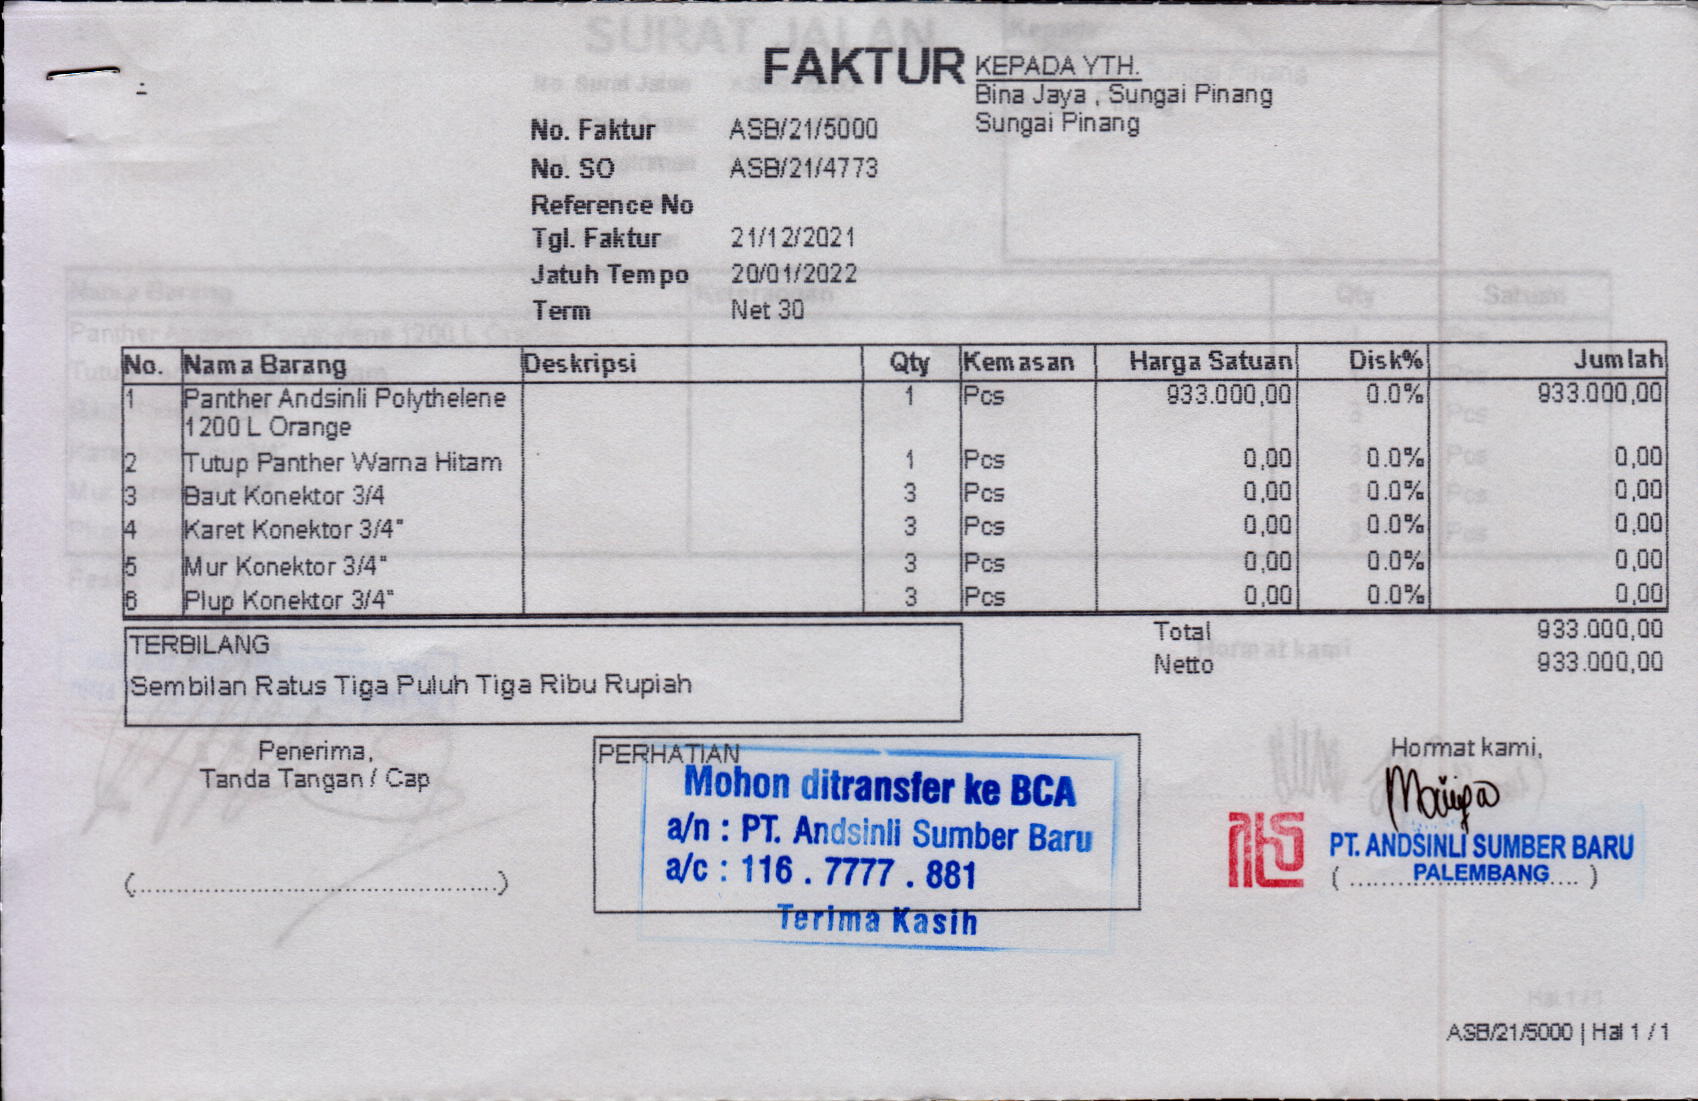 FAKTUR
KEPADA YTH.
Bina Jaya , Sungai Pinang
Sungai Pinang
No. Faktur ASB/21/5000
No. SO ASB/21/4773
Reference No
Tgl. Faktur 21/12/2021
Jatuh Tempo 20/01/2022
Term Net 30
No. Nama Barang Deskripsi Qty Kemasan Harga Satuan Disk% Jumlah
1 Panther Andsinli Polythelene 1 Pcs 933.000,00 0.0% 933.000,00
1200 L Orange
2 Tutup Panther Warna Hitam 1 Pcs 0,00 0.0% 0,00
3 Baut Konektor 3/4 3 Pcs 0,00 0.0% 0,00
4 Karet Konektor 3/4" 3 Pcs 0,00 0.0% 0,00
5 Mur Konektor 3/4" 3 Pcs 0,00 0.0% 0,00
6 Plup Konektor 3/4" 3 Pcs 0,00 0.0% 0,00
Total 933.000,00
Netto 933.000,00
TERBILANG
Sembilan Ratus Tiga Puluh Tiga Ribu Rupiah
Penerima,
Tanda Tangan / Cap
(................................................)
PERHATIAN
Mohon ditransfer ke BCA
a/n : PT. Andsinli Sumber Baru
a/c : 116 . 7777 . 881
Terima Kasih
Hormat kami,
PT. ANDSINLI SUMBER BARU
PALEMBANG
ASB/21/5000 | Hal 1 / 1